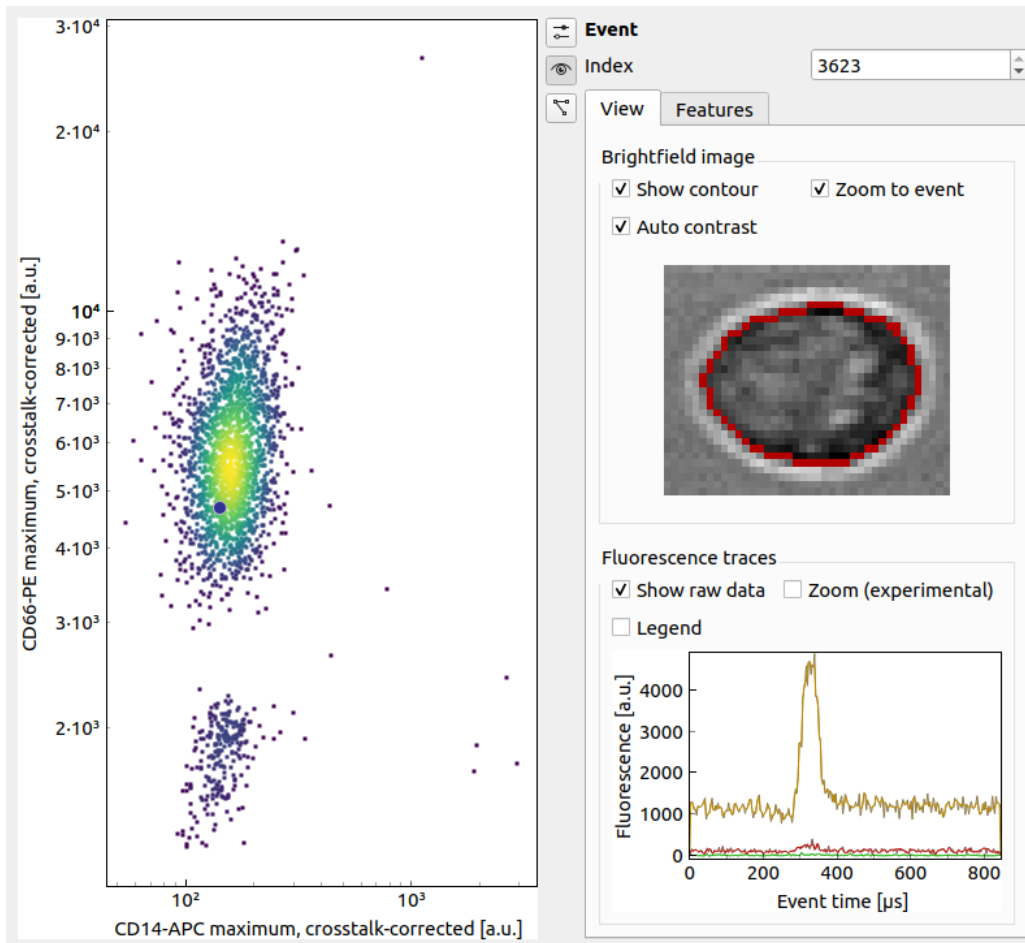 3·10⁴
2·10⁴
10⁴
9·10³
8·10³
7·10³
6·10³
5·10³
4·10³
3·10³
2·10³
CD66-PE maximum, crosstalk-corrected [a.u.]
10²
10³
CD14-APC maximum, crosstalk-corrected [a.u.]
Event
Index
3623
View
Features
Brightfield image
Show contour
Zoom to event
Auto contrast
Fluorescence traces
Show raw data
Zoom (experimental)
Legend
Fluorescence [a.u.]
4000
3000
2000
1000
0
0
200
400
600
800
Event time [µs]